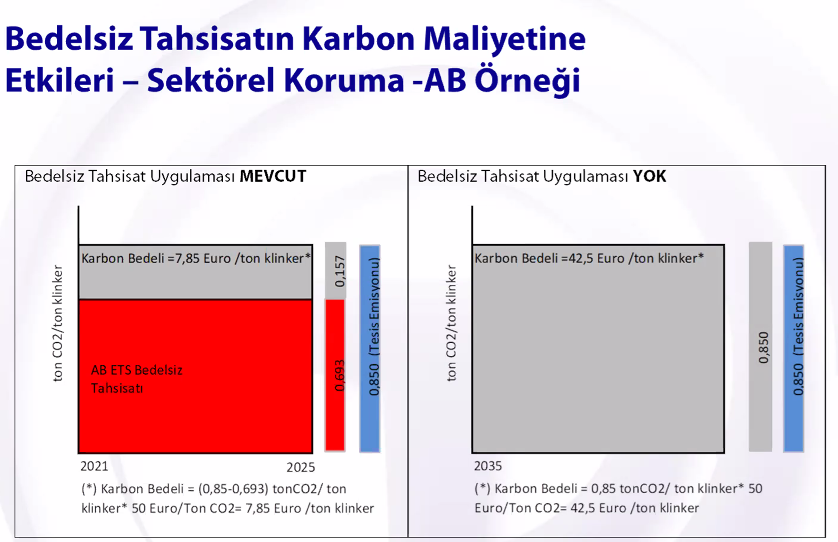 Bedelsiz Tahsisatın Karbon Maliyetine
Etkileri – Sektörel Koruma -AB Örneği
Bedelsiz Tahsisat Uygulaması MEVCUT
ton CO2/ton klinker
Karbon Bedeli =7,85 Euro /ton klinker*
AB ETS Bedelsiz
Tahsisatı
0,157
0,693
0,850 (Tesis Emisyonu)
2021
2025
(*) Karbon Bedeli = (0,85-0,693) tonCO2/ ton
klinker* 50 Euro/Ton CO2= 7,85 Euro /ton klinker
Bedelsiz Tahsisat Uygulaması YOK
ton CO2/ton klinker
Karbon Bedeli =42,5 Euro /ton klinker*
0,850
0,850 (Tesis Emisyonu)
2035
(*) Karbon Bedeli = 0,85 tonCO2/ ton klinker* 50
Euro/Ton CO2= 42,5 Euro /ton klinker